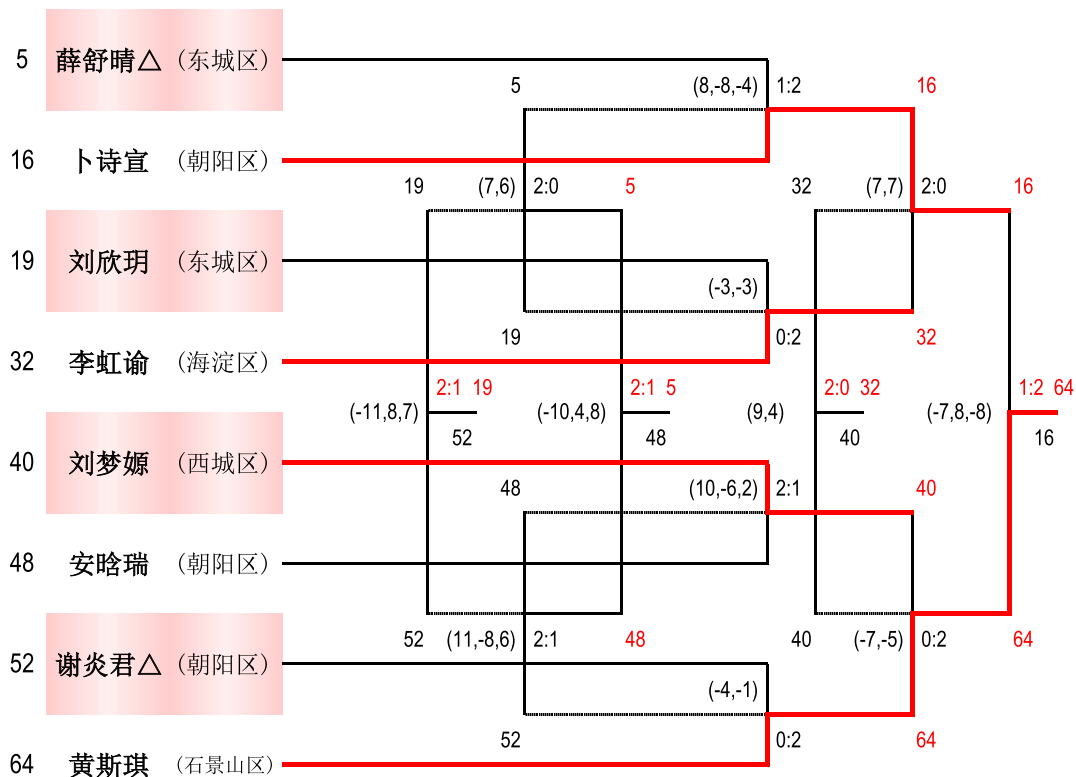 5 薛舒晴△ (东城区)
5 (8,-8,-4) 1:2 16
16 卜诗宣 (朝阳区)
19 (7,6) 2:0 5 32 (7,7) 2:0 16
19 刘欣玥 (东城区)
(-3,-3)
19 0:2 32
32 李虹谕 (海淀区)
2:1 19 2:1 5 2:0 32 1:2 64
(-11,8,7) (-10,4,8) (9,4) (-7,8,-8)
52 48 40 16
40 刘梦嫄 (西城区)
48 (10,-6,2) 2:1 40
48 安晗瑞 (朝阳区)
52 (11,-8,6) 2:1 48 40 (-7,-5) 0:2 64
52 谢炎君△ (朝阳区)
(-4,-1)
52 0:2 64
64 黄斯琪 (石景山区)